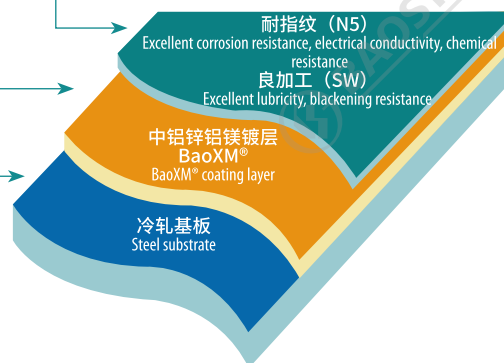 耐指纹（N5）
Excellent corrosion resistance, electrical conductivity, chemical
resistance
良加工（SW）
Excellent lubricity, blackening resistance
中铝锌铝镁镀层
BaoXM®
BaoXM® coating layer
冷轧基板
Steel substrate